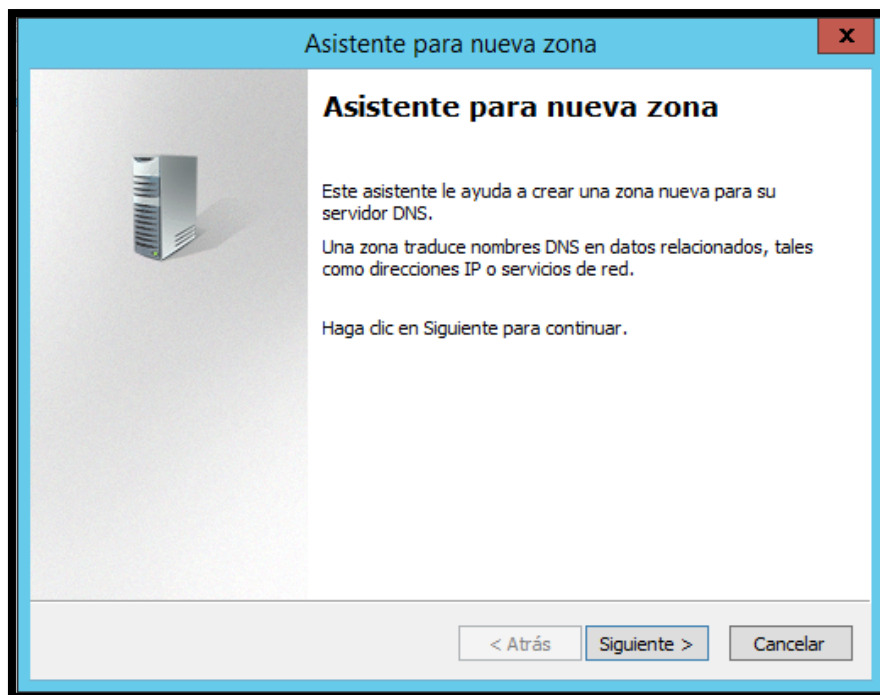 Asistente para nueva zona
x
Asistente para nueva zona
Este asistente le ayuda a crear una zona nueva para su
servidor DNS.
Una zona traduce nombres DNS en datos relacionados, tales
como direcciones IP o servicios de red.
Haga clic en Siguiente para continuar.
< Atrás Siguiente > Cancelar